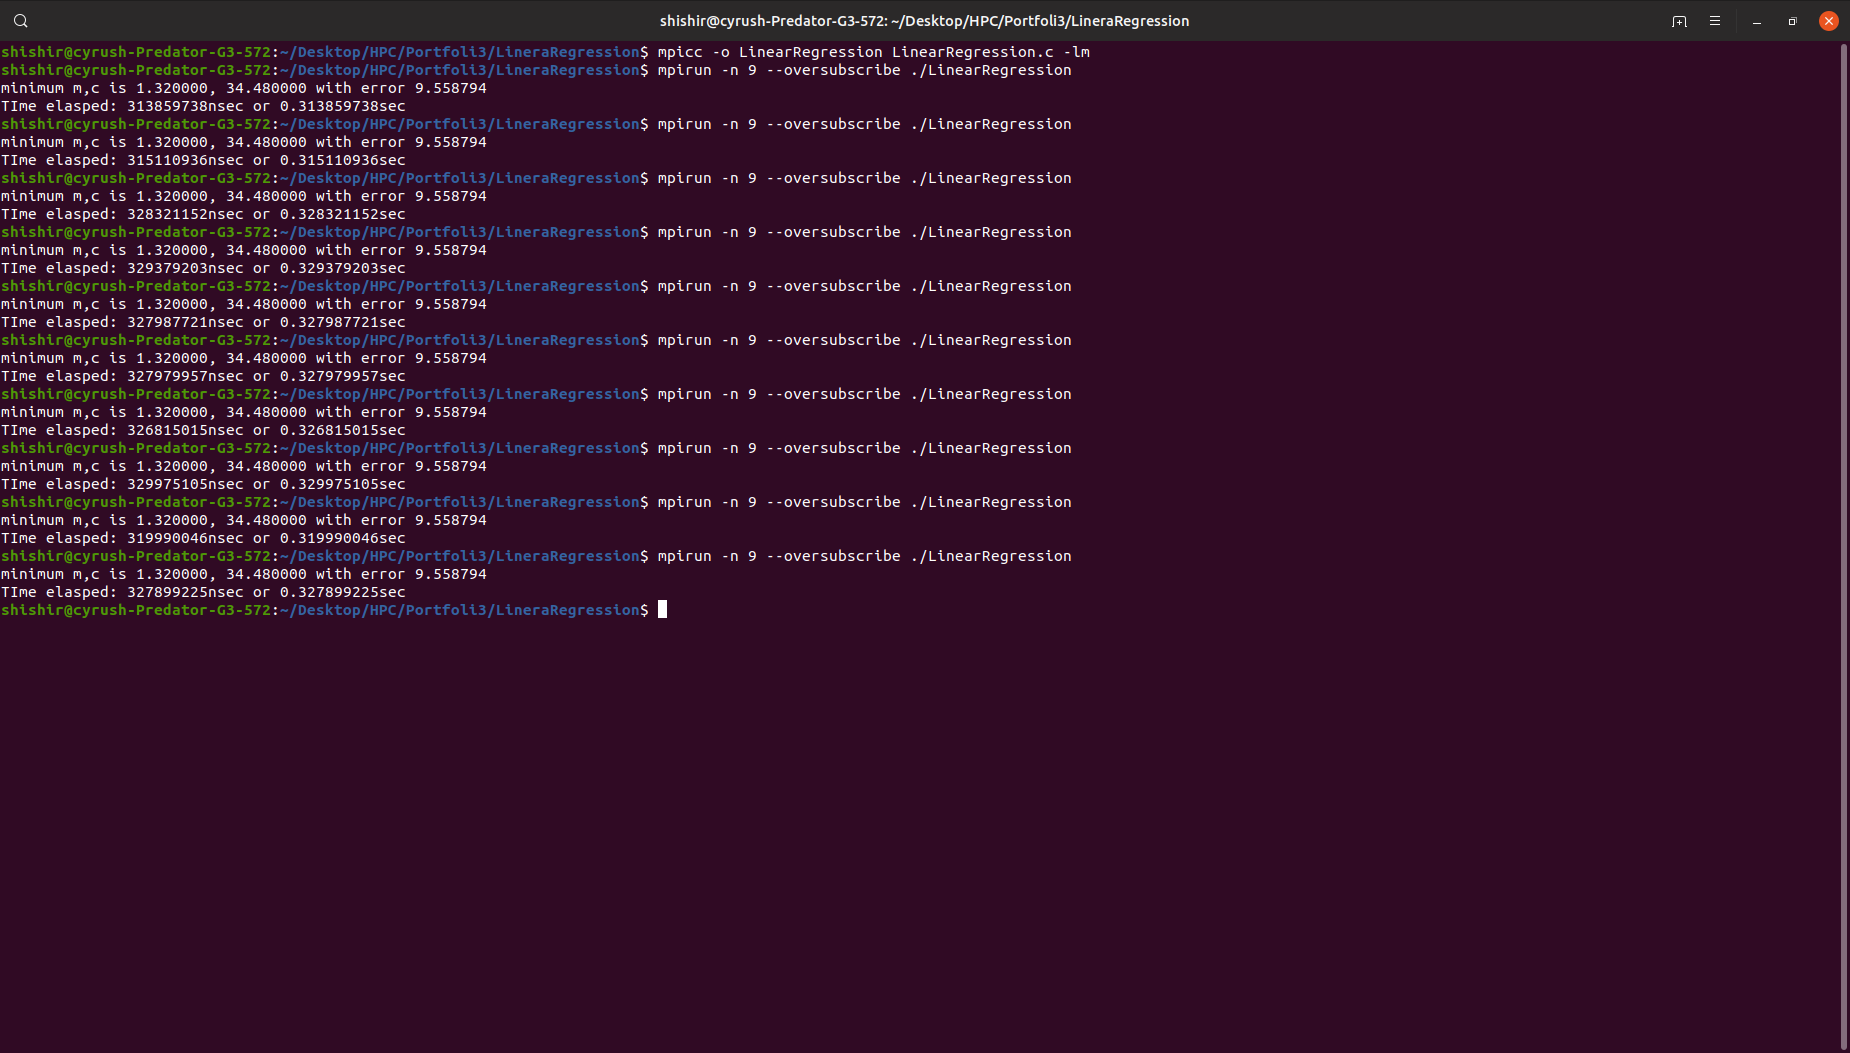 shishir@cyrush-Predator-G3-572: ~/Desktop/HPC/Portfoli3/LineraRegression
shishir@cyrush-Predator-G3-572:~/Desktop/HPC/Portfoli3/LineraRegression$ mpicc -o LinearRegression LinearRegression.c -lm
shishir@cyrush-Predator-G3-572:~/Desktop/HPC/Portfoli3/LineraRegression$ mpirun -n 9 --oversubscribe ./LinearRegression
minimum m,c is 1.320000, 34.480000 with error 9.558794
TIme elasped: 313859738nsec or 0.313859738sec
shishir@cyrush-Predator-G3-572:~/Desktop/HPC/Portfoli3/LineraRegression$ mpirun -n 9 --oversubscribe ./LinearRegression
minimum m,c is 1.320000, 34.480000 with error 9.558794
TIme elasped: 315110936nsec or 0.315110936sec
shishir@cyrush-Predator-G3-572:~/Desktop/HPC/Portfoli3/LineraRegression$ mpirun -n 9 --oversubscribe ./LinearRegression
minimum m,c is 1.320000, 34.480000 with error 9.558794
TIme elasped: 328321152nsec or 0.328321152sec
shishir@cyrush-Predator-G3-572:~/Desktop/HPC/Portfoli3/LineraRegression$ mpirun -n 9 --oversubscribe ./LinearRegression
minimum m,c is 1.320000, 34.480000 with error 9.558794
TIme elasped: 329379203nsec or 0.329379203sec
shishir@cyrush-Predator-G3-572:~/Desktop/HPC/Portfoli3/LineraRegression$ mpirun -n 9 --oversubscribe ./LinearRegression
minimum m,c is 1.320000, 34.480000 with error 9.558794
TIme elasped: 327987721nsec or 0.327987721sec
shishir@cyrush-Predator-G3-572:~/Desktop/HPC/Portfoli3/LineraRegression$ mpirun -n 9 --oversubscribe ./LinearRegression
minimum m,c is 1.320000, 34.480000 with error 9.558794
TIme elasped: 327979957nsec or 0.327979957sec
shishir@cyrush-Predator-G3-572:~/Desktop/HPC/Portfoli3/LineraRegression$ mpirun -n 9 --oversubscribe ./LinearRegression
minimum m,c is 1.320000, 34.480000 with error 9.558794
TIme elasped: 326815015nsec or 0.326815015sec
shishir@cyrush-Predator-G3-572:~/Desktop/HPC/Portfoli3/LineraRegression$ mpirun -n 9 --oversubscribe ./LinearRegression
minimum m,c is 1.320000, 34.480000 with error 9.558794
TIme elasped: 329975105nsec or 0.329975105sec
shishir@cyrush-Predator-G3-572:~/Desktop/HPC/Portfoli3/LineraRegression$ mpirun -n 9 --oversubscribe ./LinearRegression
minimum m,c is 1.320000, 34.480000 with error 9.558794
TIme elasped: 319990046nsec or 0.319990046sec
shishir@cyrush-Predator-G3-572:~/Desktop/HPC/Portfoli3/LineraRegression$ mpirun -n 9 --oversubscribe ./LinearRegression
minimum m,c is 1.320000, 34.480000 with error 9.558794
TIme elasped: 327899225nsec or 0.327899225sec
shishir@cyrush-Predator-G3-572:~/Desktop/HPC/Portfoli3/LineraRegression$